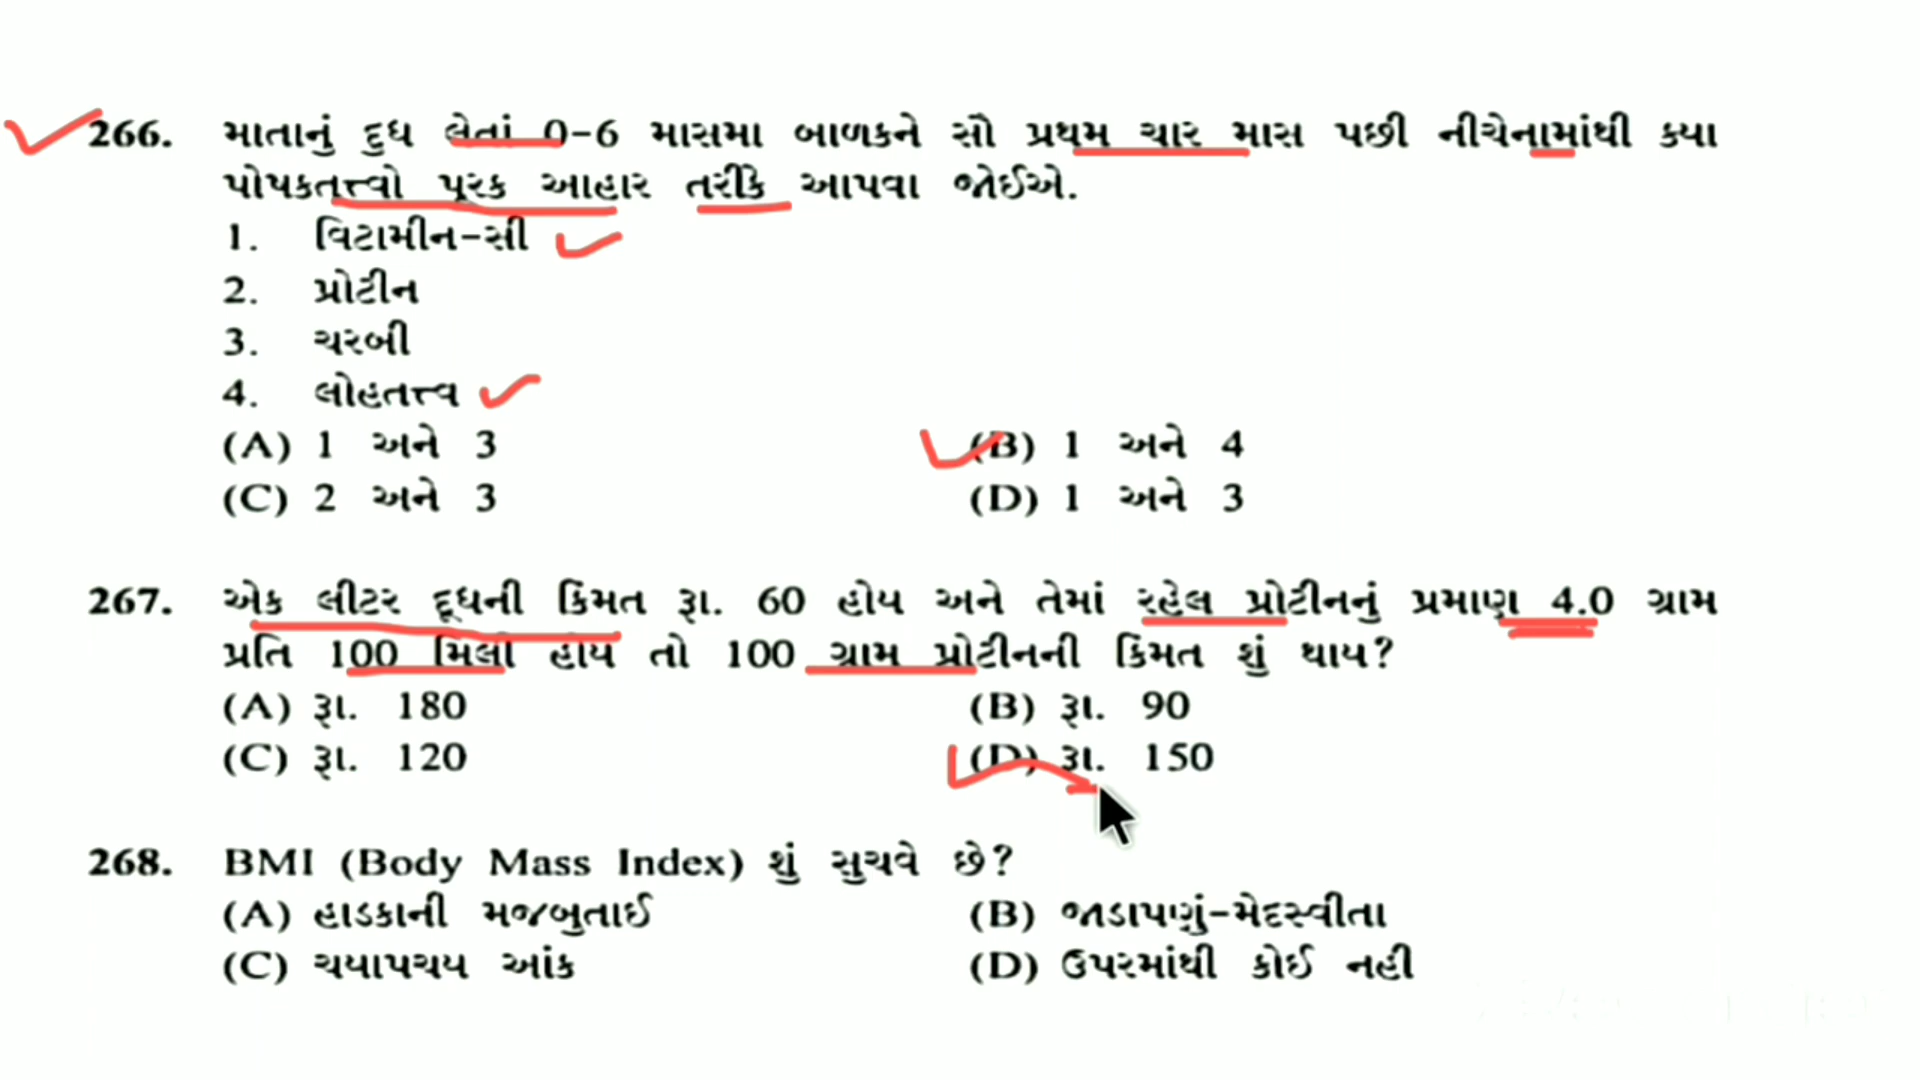 266. માતાનું દુધ લેતાં 0-6 માસમા બાળકને સૌ પ્રથમ ચાર માસ પછી નીચેનામાંથી ક્યા
પોષકતત્ત્વો પૂરક આહાર તરીકે આપવા જોઈએ.
1. વિટામીન-સી
2. પ્રોટીન
3. ચરબી
4. લોહતત્ત્વ
(A) 1 અને 3 (B) 1 અને 4
(C) 2 અને 3 (D) 1 અને 3
267. એક લીટર દૂધની કિંમત રૂા. 60 હોય અને તેમાં રહેલ પ્રોટીનનું પ્રમાણ 4.0 ગ્રામ
પ્રતિ 100 મિલી હોય તો 100 ગ્રામ પ્રોટીનની કિંમત શું થાય?
(A) રૂા. 180 (B) રૂા. 90
(C) રૂા. 120 (D) રૂા. 150
268. BMI (Body Mass Index) શું સુચવે છે?
(A) હાડકાની મજબુતાઈ (B) જાડાપણું-મેદસ્વીતા
(C) ચયાપચય આંક (D) ઉપરમાંથી કોઈ નહી